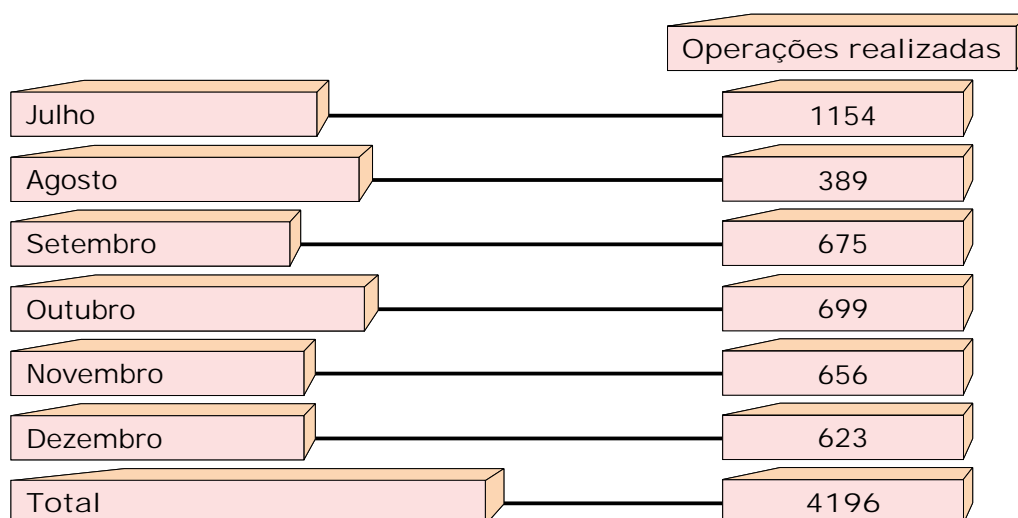 Operações realizadas
Julho 1154
Agosto 389
Setembro 675
Outubro 699
Novembro 656
Dezembro 623
Total 4196